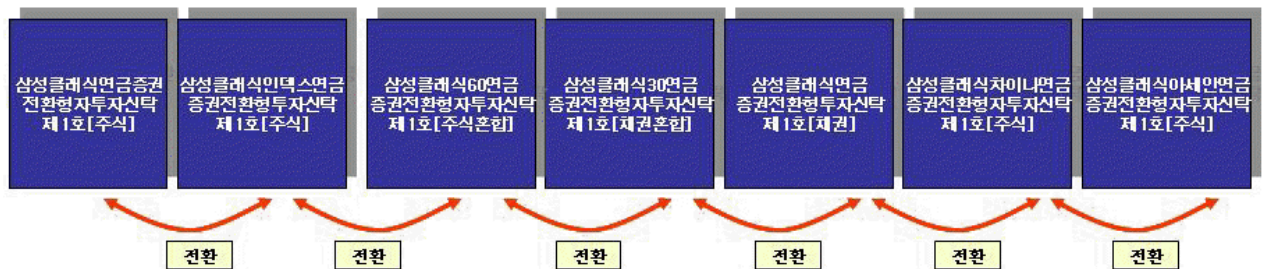 삼성클래식연금증권
전환형자투자신탁
제1호[주식]
삼성클래식인덱스연금
증권전환형자투자신탁
제1호[주식]
삼성클래식60연금
증권전환형자투자신탁
제1호[주식혼합]
삼성클래식30연금
증권전환형자투자신탁
제1호[채권혼합]
삼성클래식연금
증권전환형자투자신탁
제1호[채권]
삼성클래식차이나연금
증권전환형자투자신탁
제1호[주식]
삼성클래식아세안연금
증권전환형자투자신탁
제1호[주식]
전환
전환
전환
전환
전환
전환